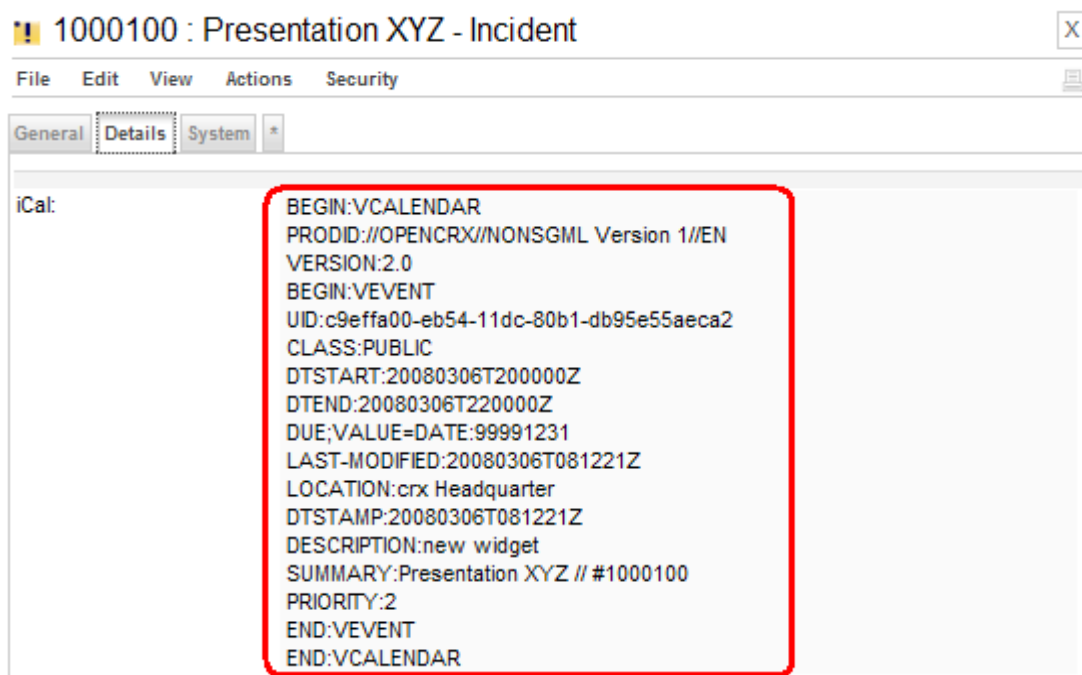 1000100 : Presentation XYZ - Incident
X
File Edit View Actions Security
General Details System *
iCal:
BEGIN:VCALENDAR
PRODID://OPENCRX//NONSGML Version 1//EN
VERSION:2.0
BEGIN:VEVENT
UID:c9effa00-eb54-11dc-80b1-db95e55aeca2
CLASS:PUBLIC
DTSTART:20080306T200000Z
DTEND:20080306T220000Z
DUE;VALUE=DATE:99991231
LAST-MODIFIED:20080306T081221Z
LOCATION:crx Headquarter
DTSTAMP:20080306T081221Z
DESCRIPTION:new widget
SUMMARY:Presentation XYZ // #1000100
PRIORITY:2
END:VEVENT
END:VCALENDAR